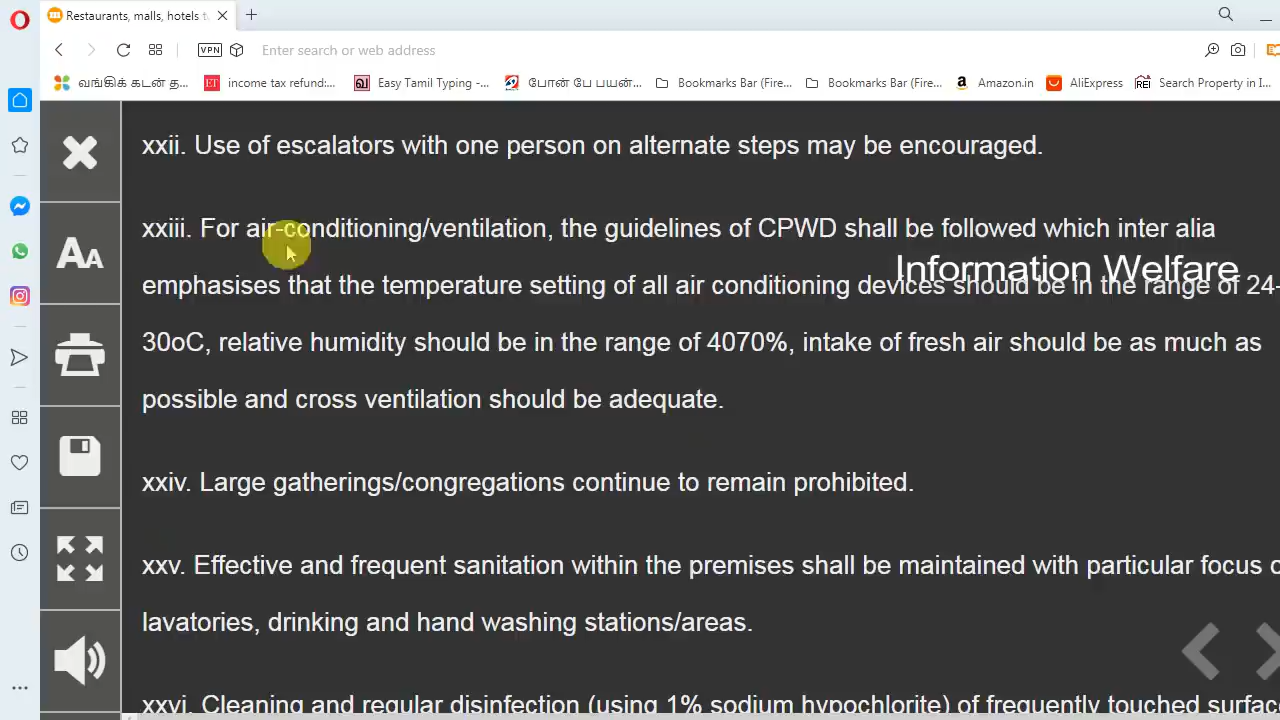 Restaurants, malls, hotels t
VPN
Enter search or web address
வங்கிக் கடன் த...
ET income tax refund:...
Easy Tamil Typing -...
போன் பே பயன்...
Bookmarks Bar (Fire...
Bookmarks Bar (Fire...
Amazon.in
AliExpress
REI Search Property in I...
xxii. Use of escalators with one person on alternate steps may be encouraged.
xxiii. For air-conditioning/ventilation, the guidelines of CPWD shall be followed which inter alia
Information Welfare
emphasises that the temperature setting of all air conditioning devices should be in the range of 24-
30oC, relative humidity should be in the range of 4070%, intake of fresh air should be as much as
possible and cross ventilation should be adequate.
xxiv. Large gatherings/congregations continue to remain prohibited.
xxv. Effective and frequent sanitation within the premises shall be maintained with particular focus
lavatories, drinking and hand washing stations/areas.
xxvi. Cleaning and regular disinfection (using 1% sodium hypochlorite) of frequently touched surfac
AA